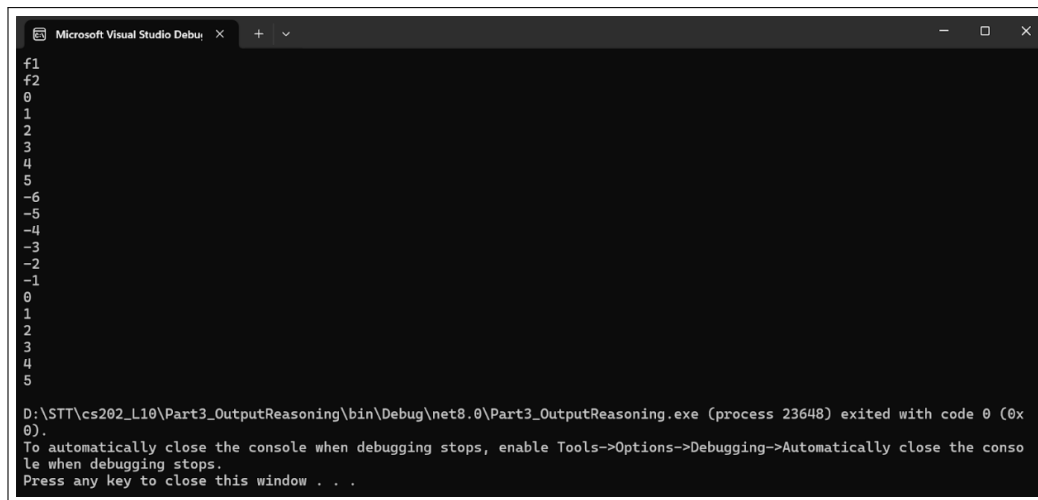 Microsoft Visual Studio Debu
f1
f2
0
1
2
3
4
5
-6
-5
-4
-3
-2
-1
0
1
2
3
4
5
D:\STT\cs202_L10\Part3_OutputReasoning\bin\Debug\net8.0\Part3_OutputReasoning.exe (process 23648) exited with code 0 (0x
0).
To automatically close the console when debugging stops, enable Tools->Options->Debugging->Automatically close the conso
le when debugging stops.
Press any key to close this window . . .